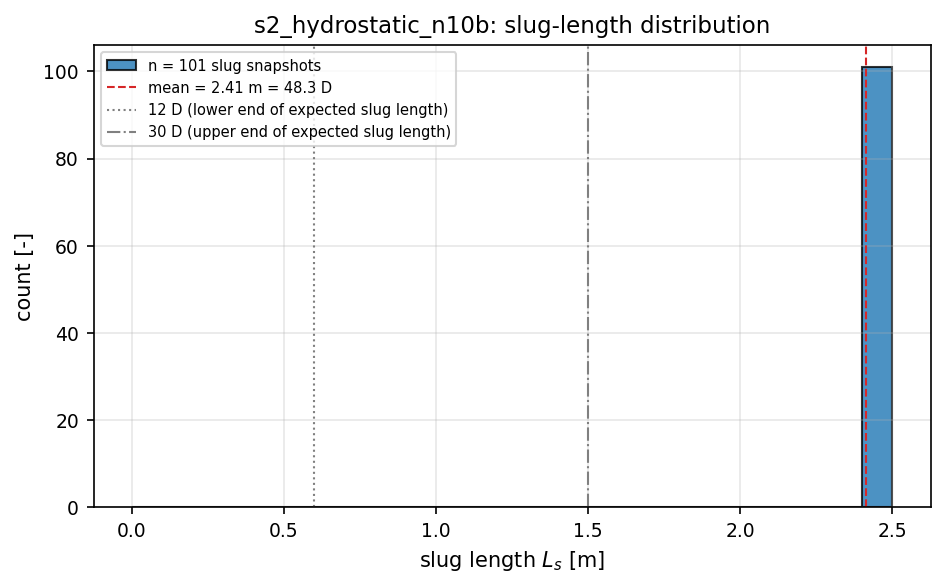 s2_hydrostatic_n10b: slug-length distribution
n = 101 slug snapshots
mean = 2.41 m = 48.3 D
12 D (lower end of expected slug length)
30 D (upper end of expected slug length)
count [-]
100
80
60
40
20
0
0.0 0.5 1.0 1.5 2.0 2.5
slug length L_s [m]